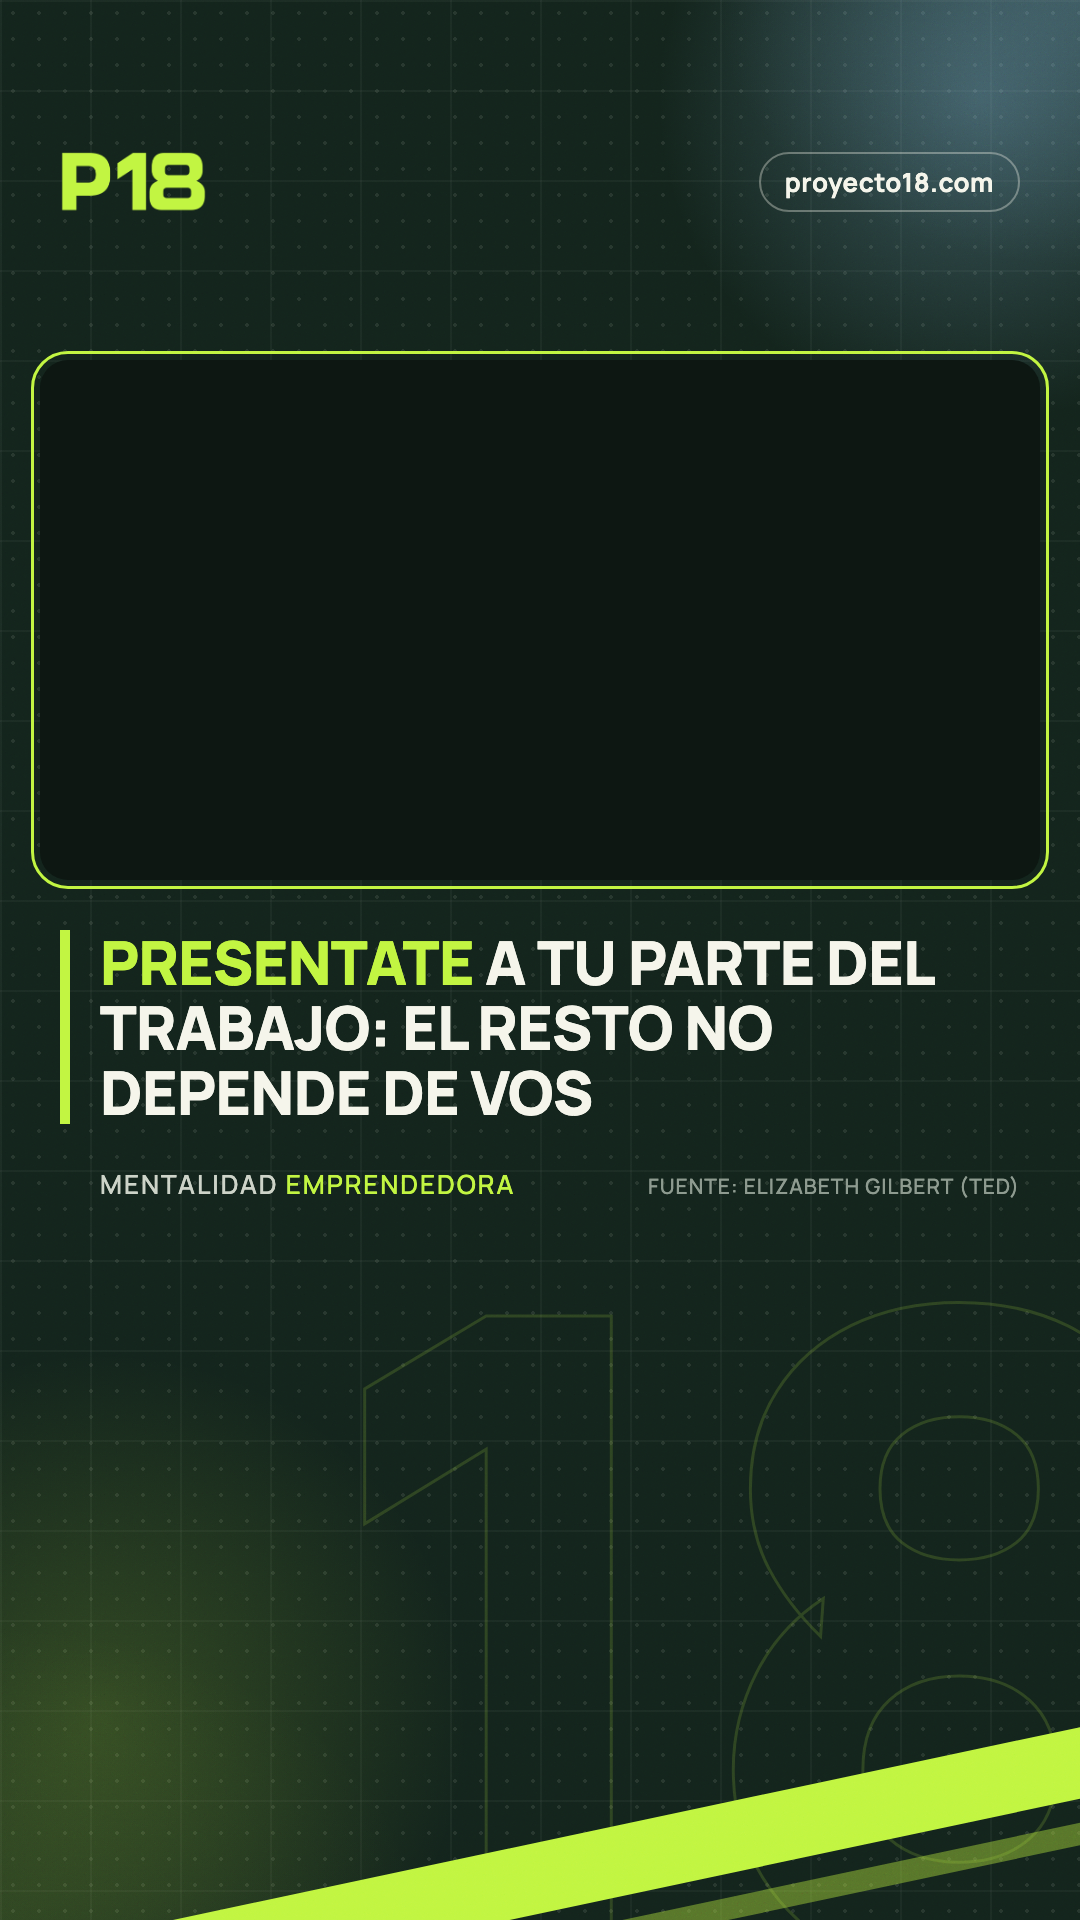 P18
proyecto18.com
PRESENTATE A TU PARTE DEL
TRABAJO: EL RESTO NO
DEPENDE DE VOS
MENTALIDAD EMPRENDEDORA
FUENTE: ELIZABETH GILBERT (TED)
18